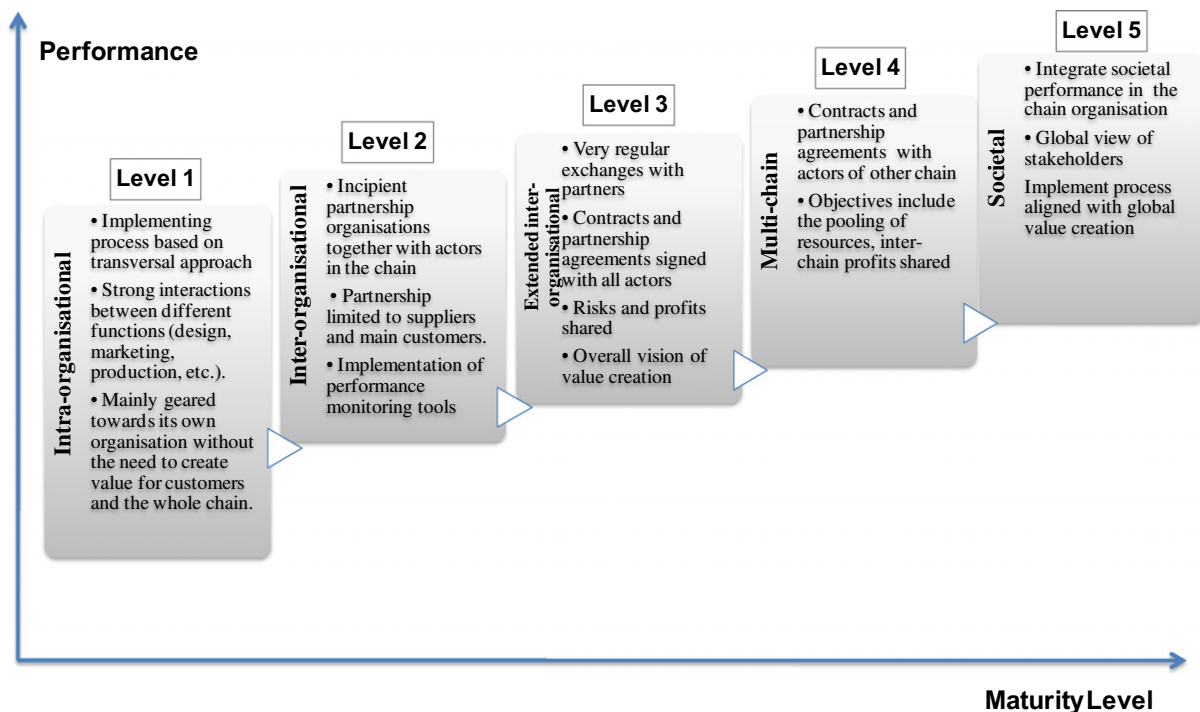 Performance
Level 1
Intra-organisational
• Implementing
process based on
transversal approach
• Strong interactions
between different
functions (design,
marketing,
production, etc.).
• Mainly geared
towards its own
organisation without
the need to create
value for customers
and the whole chain.
Level 2
Inter-organisational
• Incipient
partnership
organisations
together with actors
in the chain
• Partnership
limited to suppliers
and main customers.
• Implementation of
performance
monitoring tools
Level 3
Extended inter-
organisational
• Very regular
exchanges with
partners
• Contracts and
partnership
agreements signed
with all actors
• Risks and profits
shared
• Overall vision of
value creation
Level 4
Multi-chain
• Contracts and
partnership
agreements with
actors of other chain
• Objectives include
the pooling of
resources, inter-
chain profits shared
Level 5
Societal
• Integrate societal
performance in the
chain organisation
• Global view of
stakeholders
Implement process
aligned with global
value creation
Maturity Level